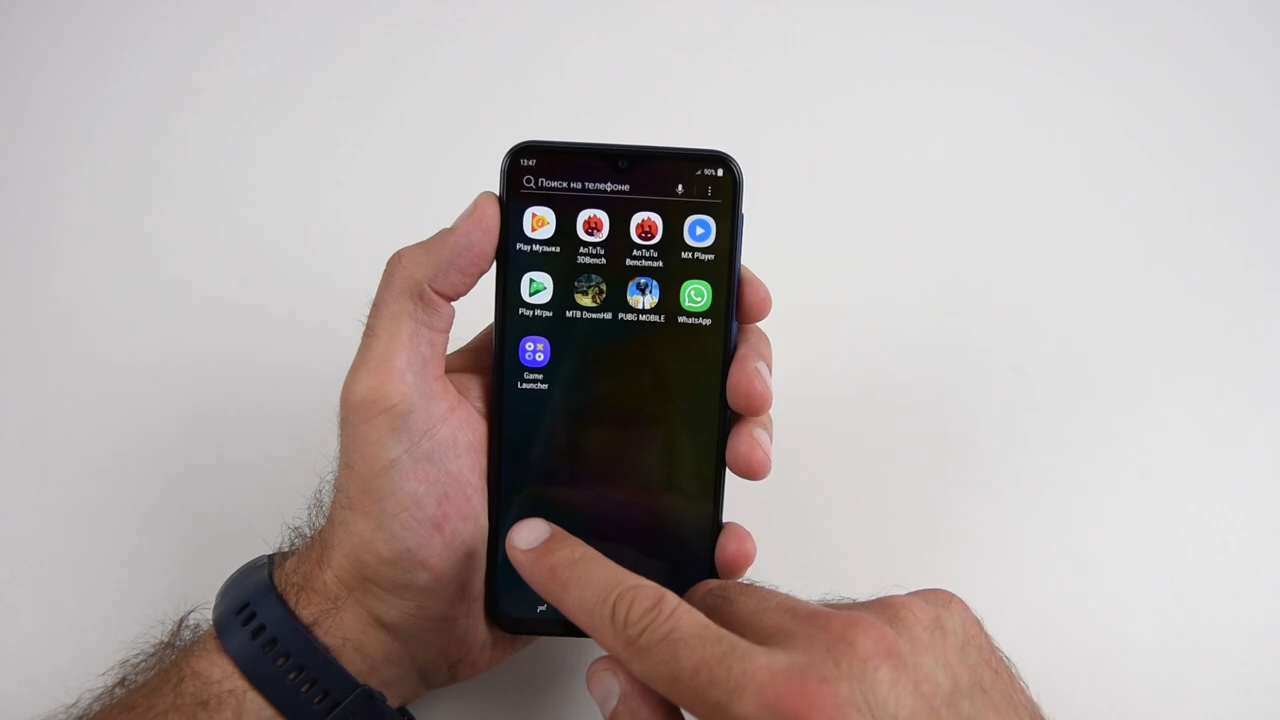 13:47
90%
Поиск на телефоне
Play Музыка
AnTuTu
3DBench
AnTuTu
Benchmark
MX Player
Play Игры
MTB DownHill
PUBG MOBILE
WhatsApp
Game
Launcher